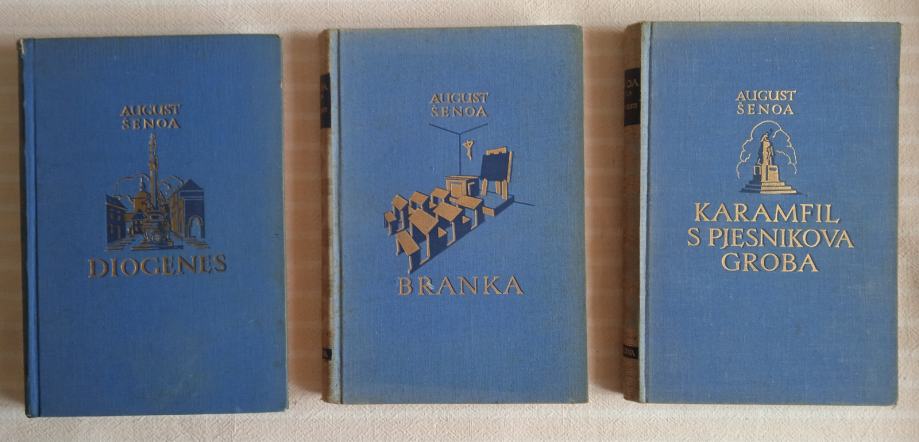 AUGUST
ŠENOA
DIOGENES
AUGUST
ŠENOA
BRANKA
AUGUST
ŠENOA
KARAMFIL
S PJESNIKOVA
GROBA